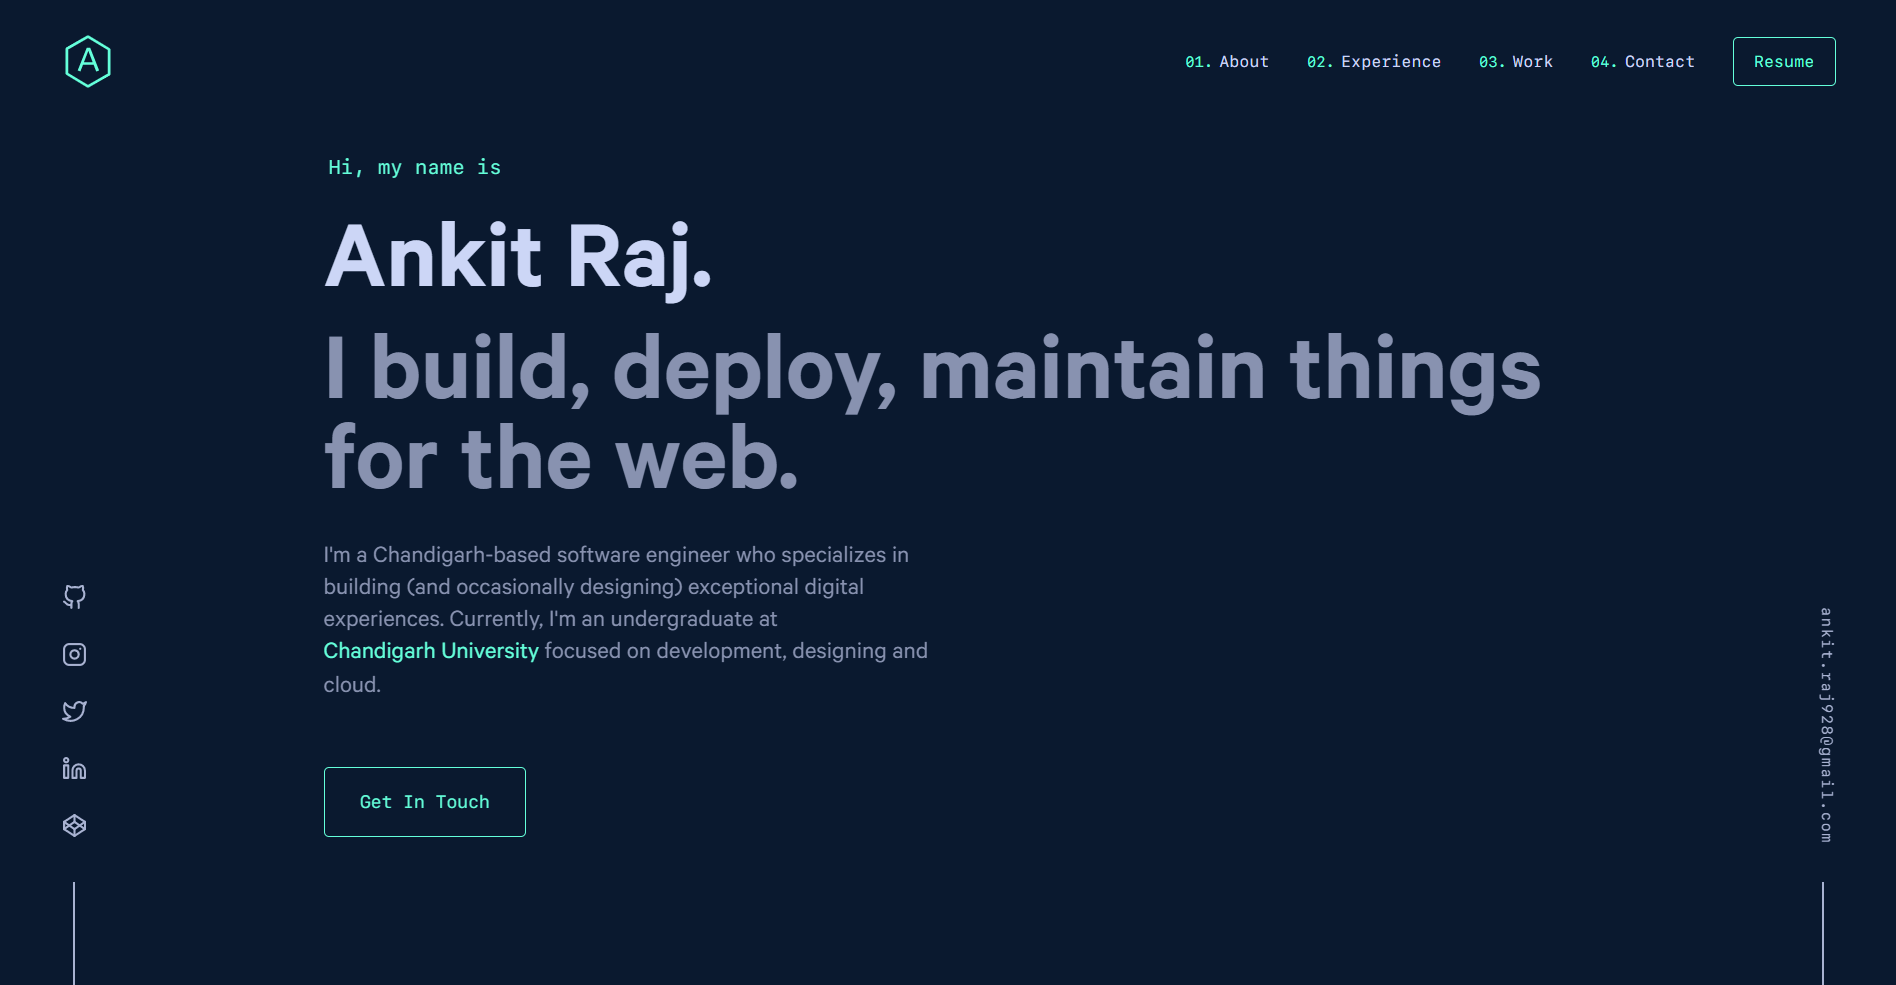 A
01. About 02. Experience 03. Work 04. Contact Resume
Hi, my name is
Ankit Raj.
I build, deploy, maintain things
for the web.
I'm a Chandigarh-based software engineer who specializes in
building (and occasionally designing) exceptional digital
experiences. Currently, I'm an undergraduate at
Chandigarh University focused on development, designing and
cloud.
Get In Touch
in
ankit.raj928@gmail.com